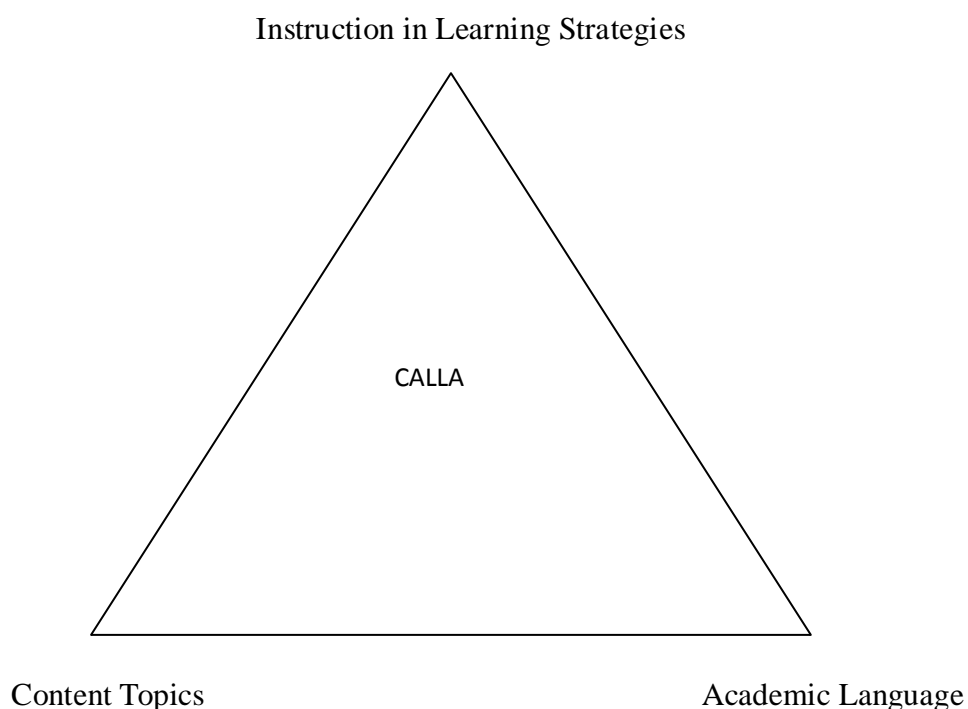 Instruction in Learning Strategies
CALLA
Content Topics
Academic Language